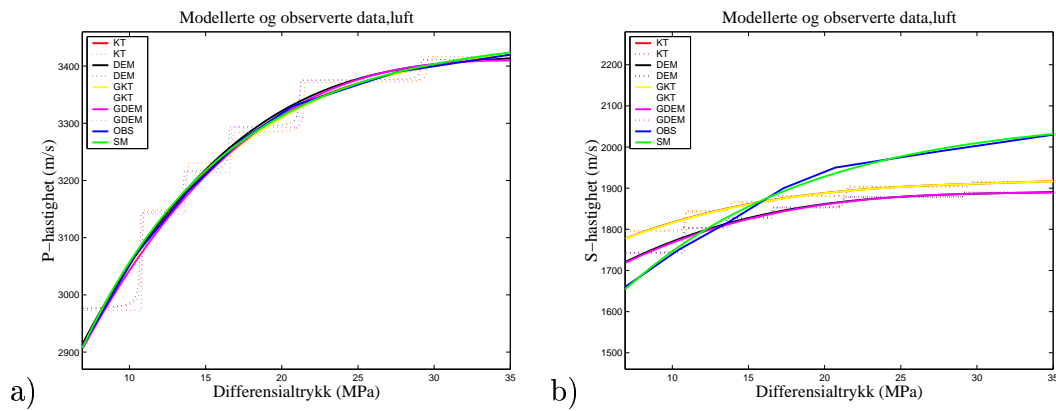 Modellerte og observerte data,luft
KT
KT
DEM
DEM
GKT
GKT
GDEM
GDEM
OBS
SM
3400
3300
3200
3100
3000
2900
P-hastighet (m/s)
10 15 20 25 30 35
Differensialtrykk (MPa)
a)
Modellerte og observerte data,luft
KT
KT
DEM
DEM
GKT
GKT
GDEM
GDEM
OBS
SM
2200
2100
2000
1900
1800
1700
1600
1500
S-hastighet (m/s)
10 15 20 25 30 35
Differensialtrykk (MPa)
b)